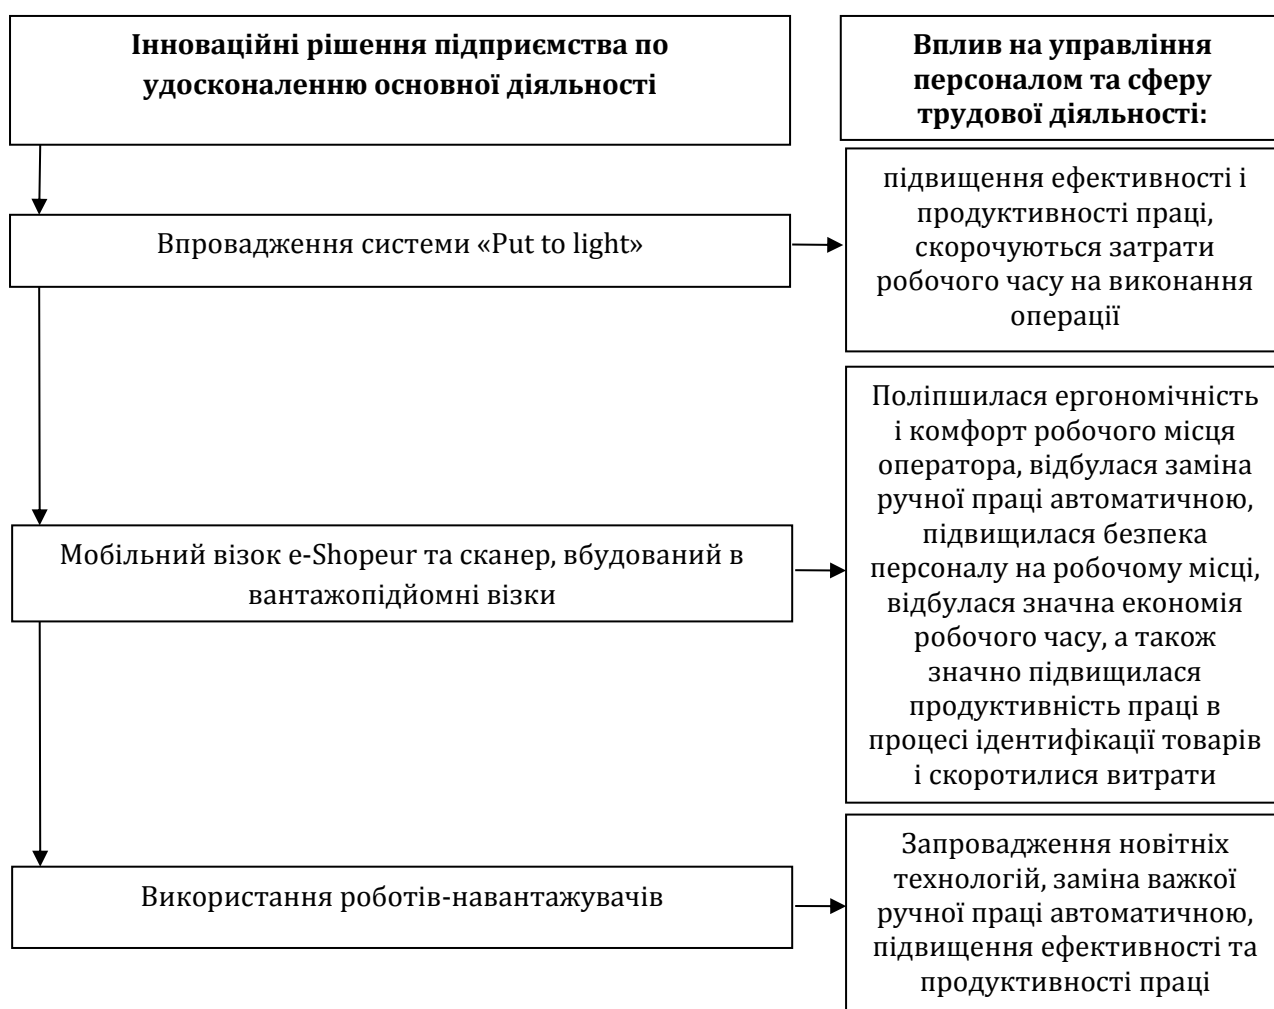 Інноваційні рішення підприємства по
удосконаленню основної діяльності
Вплив на управління
персоналом та сферу
трудової діяльності:
Впровадження системи «Put to light»
підвищення ефективності і
продуктивності праці,
скорочуються затрати
робочого часу на виконання
операції
Мобільний візок e-Shopeur та сканер, вбудований в
вантажопідйомні візки
Поліпшилася ергономічність
і комфорт робочого місця
оператора, відбулася заміна
ручної праці автоматичною,
підвищилася безпека
персоналу на робочому місці,
відбулася значна економія
робочого часу, а також
значно підвищилася
продуктивність праці в
процесі ідентифікації товарів
і скоротилися витрати
Використання роботів-навантажувачів
Запровадження новітніх
технологій, заміна важкої
ручної праці автоматичною,
підвищення ефективності та
продуктивності праці